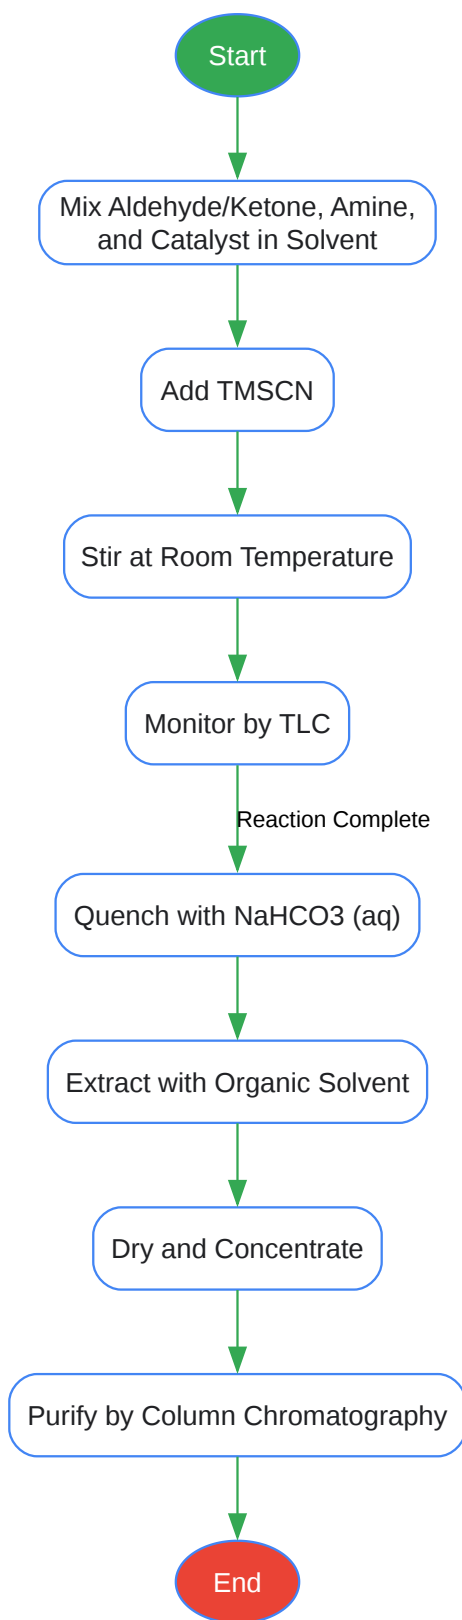 Start
Mix Aldehyde/Ketone, Amine,
and Catalyst in Solvent
Add TMSCN
Stir at Room Temperature
Monitor by TLC
Reaction Complete
Quench with NaHCO3 (aq)
Extract with Organic Solvent
Dry and Concentrate
Purify by Column Chromatography
End